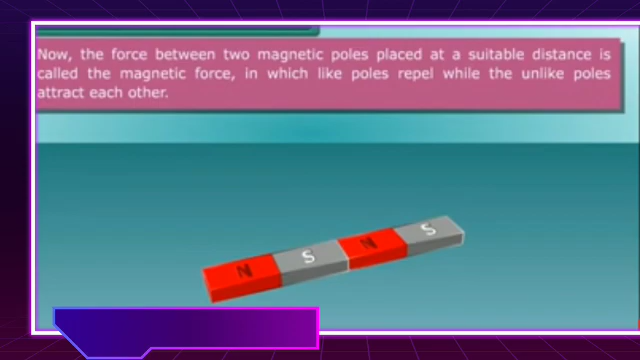 Now, the force between two magnetic poles placed at a suitable distance is
called the magnetic force, in which like poles repel while the unlike poles
attract each other.
N S N S